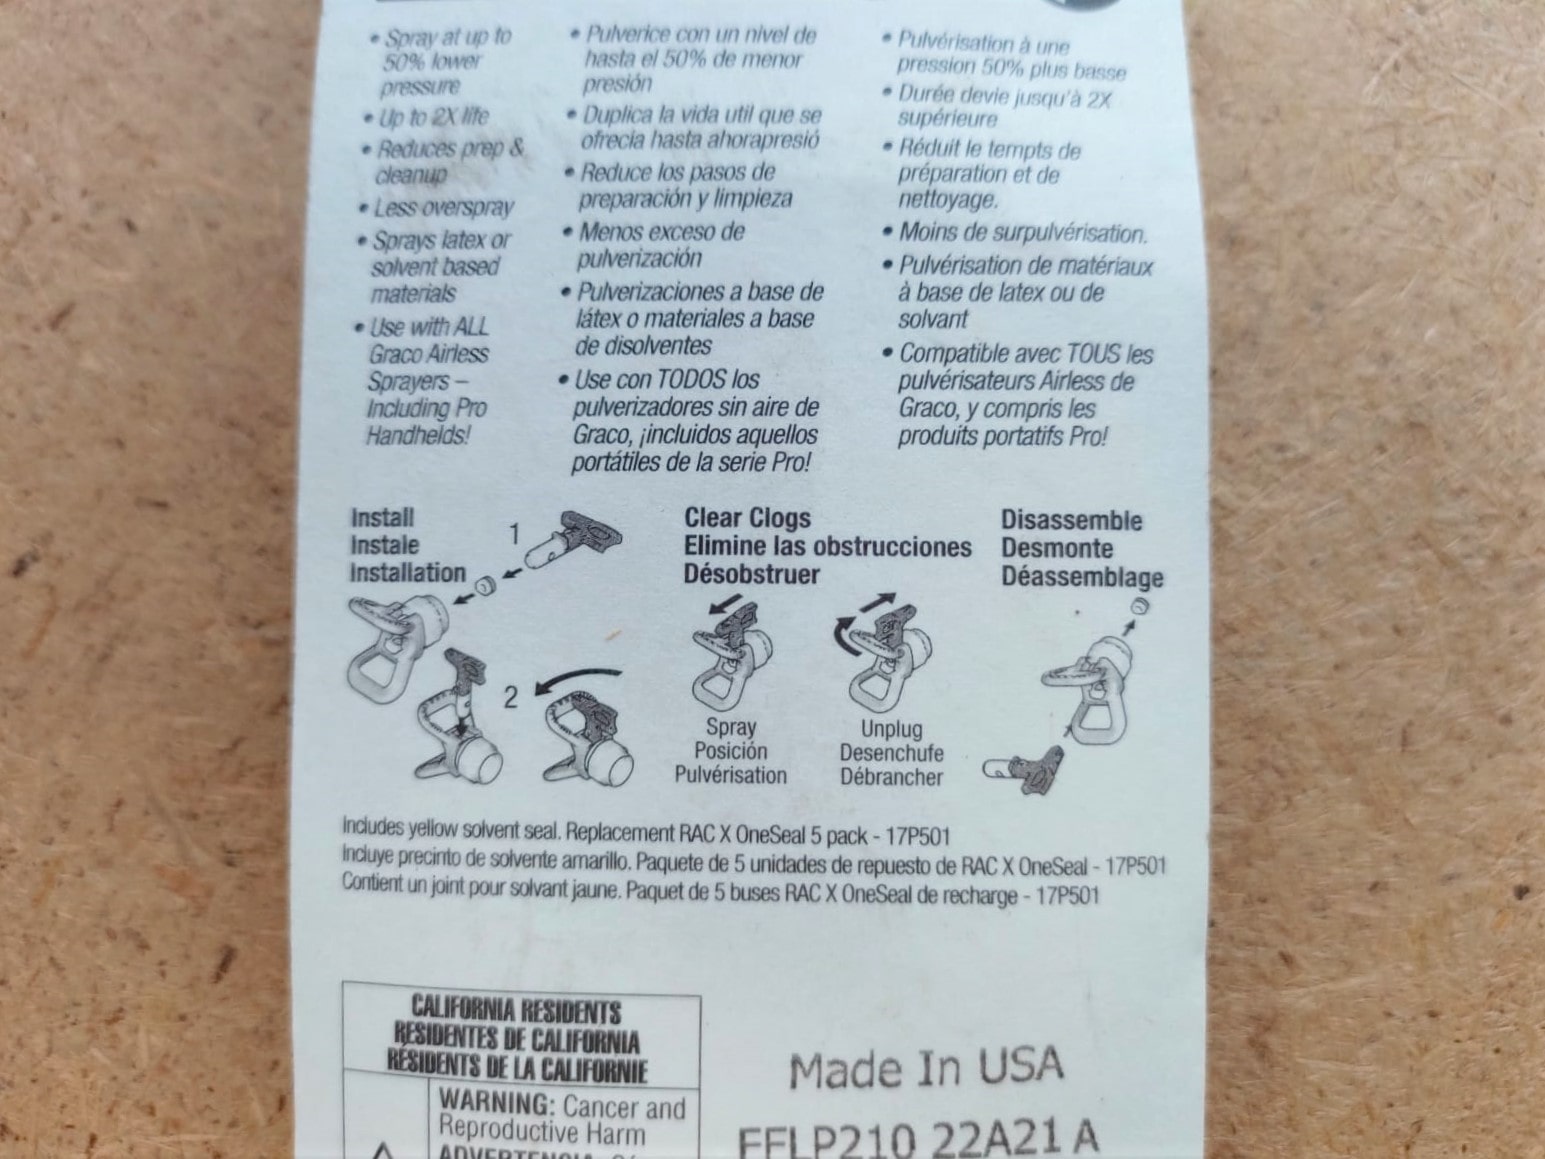 • Spray at up to
50% lower
pressure
• Up to 2X life
• Reduces prep &
cleanup
• Less overspray
• Sprays latex or
solvent based
materials
• Use with ALL
Graco Airless
Sprayers –
Including Pro
Handhelds!
• Pulverice con un nivel de
hasta el 50% de menor
presión
• Duplica la vida util que se
ofrecia hasta ahorapresió
• Reduce los pasos de
preparación y limpieza
• Menos exceso de
pulverización
• Pulverizaciones a base de
látex o materiales a base
de disolventes
• Use con TODOS los
pulverizadores sin aire de
Graco, ¡incluidos aquellos
portátiles de la serie Pro!
• Pulvérisation à une
pression 50% plus basse
• Durée devie jusqu'à 2X
supérieure
• Réduit le tempts de
préparation et de
nettoyage.
• Moins de surpulvérisation.
• Pulvérisation de matériaux
à base de latex ou de
solvant
• Compatible avec TOUS les
pulvérisateurs Airless de
Graco, y compris les
produits portatifs Pro!
Install
Instale
Installation
1
2
Clear Clogs
Elimine las obstrucciones
Désobstruer
Spray
Posición
Pulvérisation
Unplug
Desenchufe
Débrancher
Disassemble
Desmonte
Déassemblage
Includes yellow solvent seal. Replacement RAC X OneSeal 5 pack - 17P501
Incluye precinto de solvente amarillo. Paquete de 5 unidades de repuesto de RAC X OneSeal - 17P501
Contient un joint pour solvant jaune. Paquet de 5 buses RAC X OneSeal de recharge - 17P501
CALIFORNIA RESIDENTS
RESIDENTES DE CALIFORNIA
RÉSIDENTS DE LA CALIFORNIE
WARNING: Cancer and
Reproductive Harm
ADVERTENCIA:
Made In USA
FFLP210 22A21 A